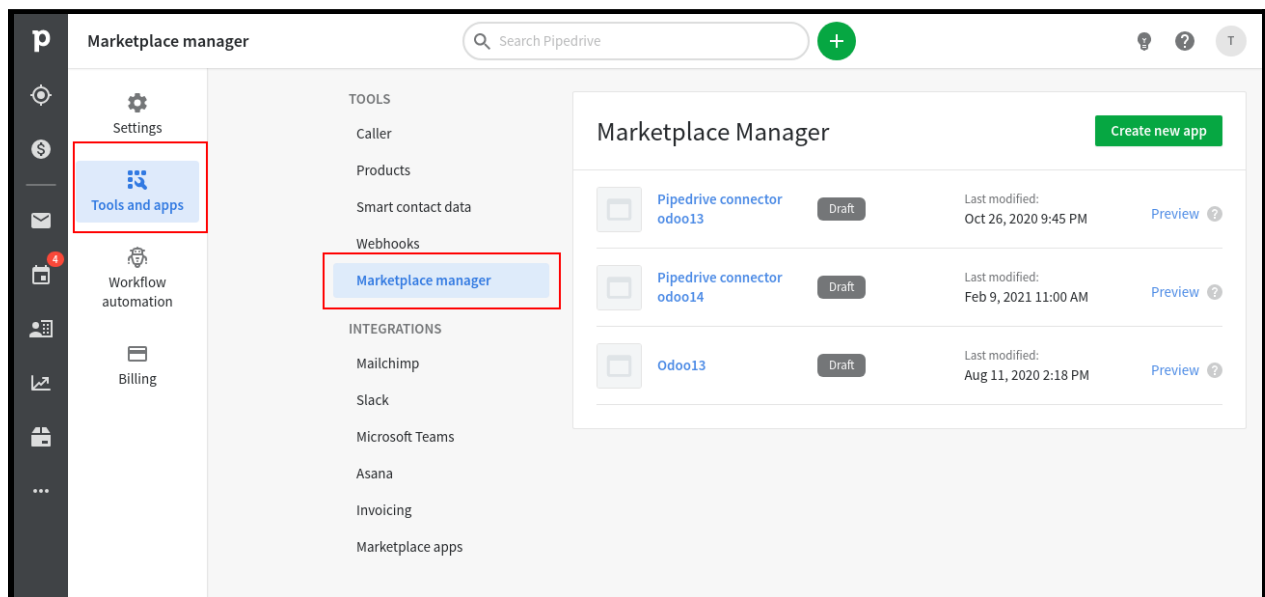 p
Marketplace manager
Search Pipedrive
+
?
T
4
Settings
Tools and apps
Workflow
automation
Billing
TOOLS
Caller
Products
Smart contact data
Webhooks
Marketplace manager
INTEGRATIONS
Mailchimp
Slack
Microsoft Teams
Asana
Invoicing
Marketplace apps
Marketplace Manager
Create new app
Pipedrive connector
odoo13
Draft
Last modified:
Oct 26, 2020 9:45 PM
Preview ?
Pipedrive connector
odoo14
Draft
Last modified:
Feb 9, 2021 11:00 AM
Preview ?
Odoo13
Draft
Last modified:
Aug 11, 2020 2:18 PM
Preview ?